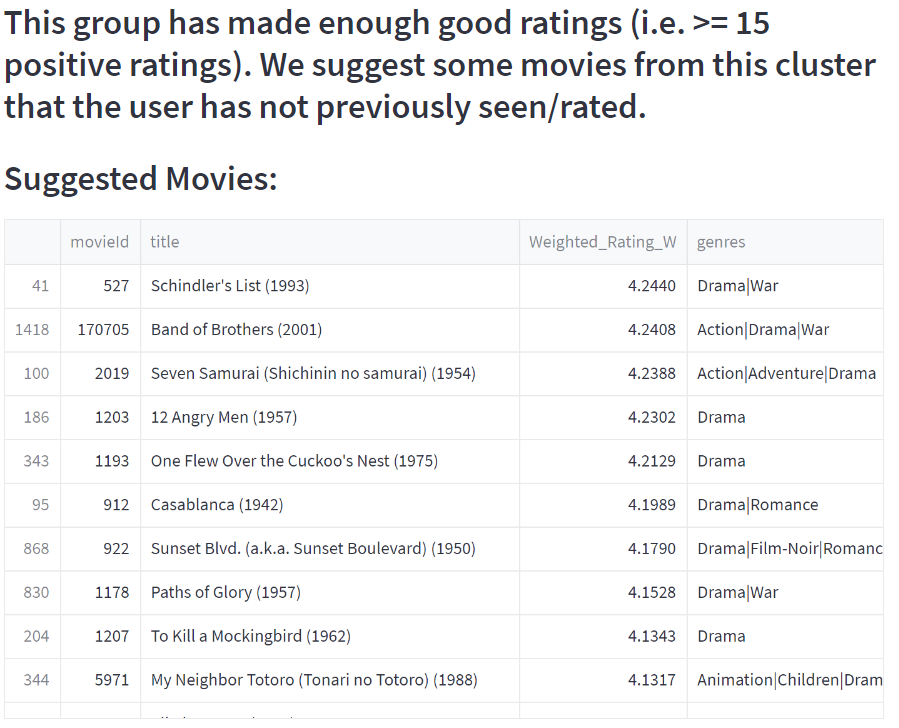 This group has made enough good ratings (i.e. >= 15
positive ratings). We suggest some movies from this cluster
that the user has not previously seen/rated.
Suggested Movies:
movieId title Weighted_Rating_W genres
41 527 Schindler's List (1993) 4.2440 Drama|War
1418 170705 Band of Brothers (2001) 4.2408 Action|Drama|War
100 2019 Seven Samurai (Shichinin no samurai) (1954) 4.2388 Action|Adventure|Drama
186 1203 12 Angry Men (1957) 4.2302 Drama
343 1193 One Flew Over the Cuckoo's Nest (1975) 4.2129 Drama
95 912 Casablanca (1942) 4.1989 Drama|Romance
868 922 Sunset Blvd. (a.k.a. Sunset Boulevard) (1950) 4.1790 Drama|Film-Noir|Romanc
830 1178 Paths of Glory (1957) 4.1528 Drama|War
204 1207 To Kill a Mockingbird (1962) 4.1343 Drama
344 5971 My Neighbor Totoro (Tonari no Totoro) (1988) 4.1317 Animation|Children|Dram